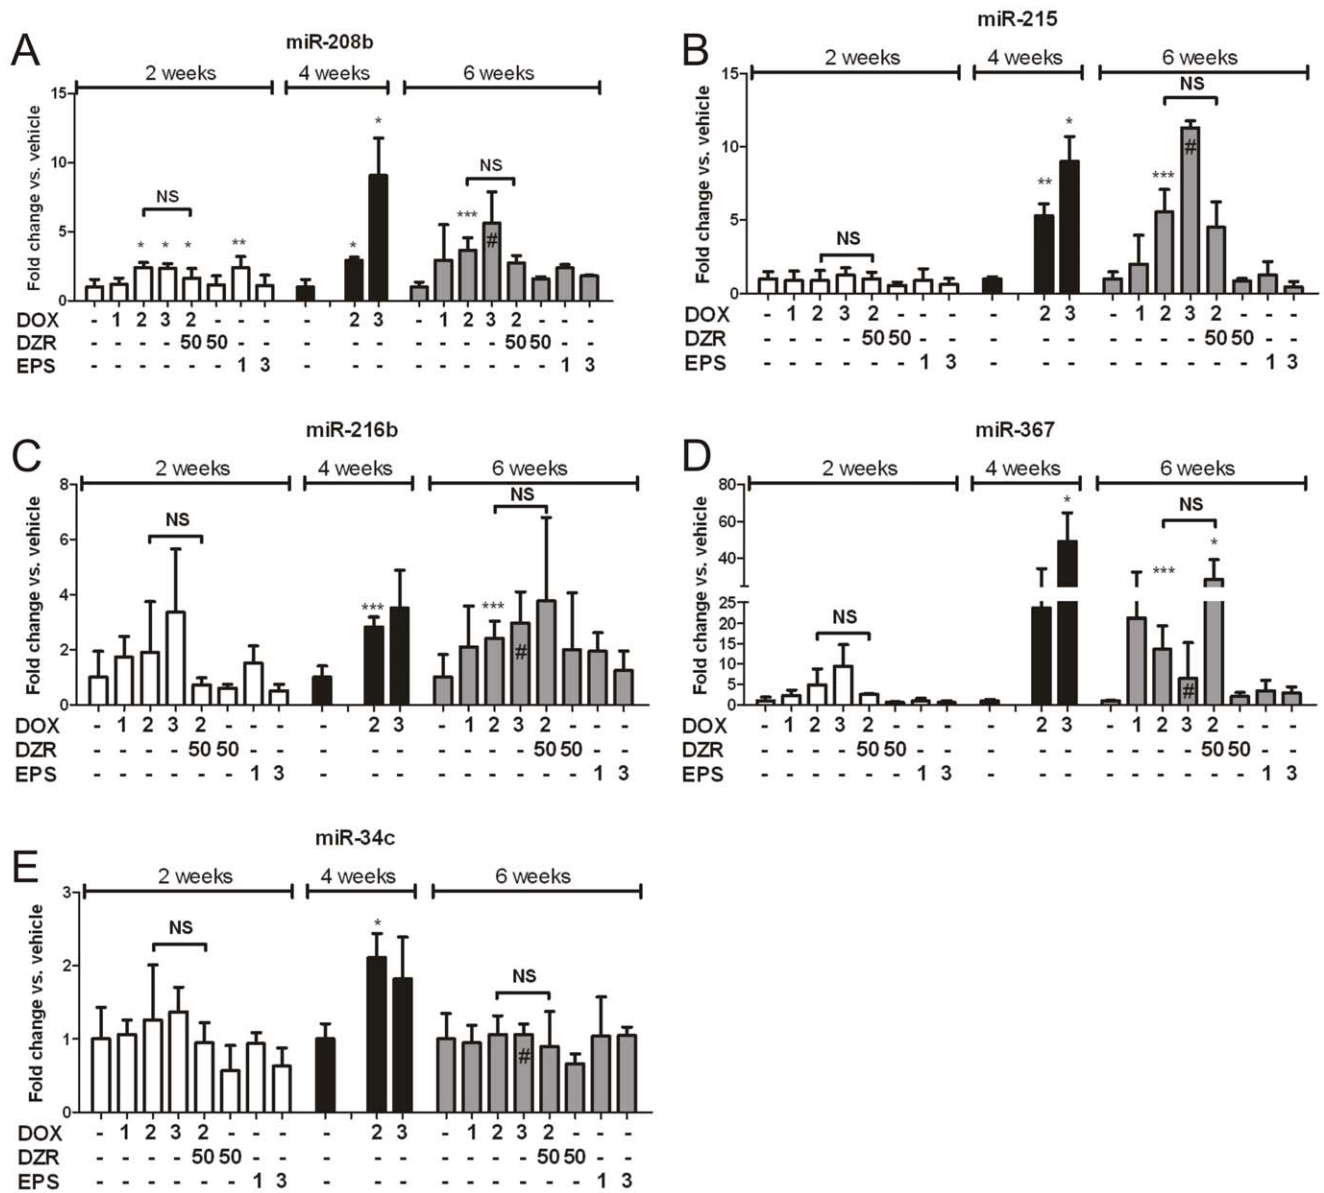 A
miR-208b
2 weeks 4 weeks 6 weeks
Fold change vs. vehicle
15
10
5
0
NS
* * * **
* *
NS
***
#
DOX - 1 2 3 2 - - - - 2 3 - 1 2 3 2 - - -
DZR - - - - 50 50 - - - - - - - - - 50 50 - -
EPS - - - - - - 1 3 - - - - - - - - - 1 3
B
miR-215
2 weeks 4 weeks 6 weeks
Fold change vs. vehicle
15
10
5
0
NS
** *
NS
***
#
DOX - 1 2 3 2 - - - - 2 3 - 1 2 3 2 - - -
DZR - - - - 50 50 - - - - - - - - - 50 50 - -
EPS - - - - - - 1 3 - - - - - - - - - 1 3
C
miR-216b
2 weeks 4 weeks 6 weeks
Fold change vs. vehicle
8
6
4
2
0
NS
***
NS
***
#
DOX - 1 2 3 2 - - - - 2 3 - 1 2 3 2 - - -
DZR - - - - 50 50 - - - - - - - - - 50 50 - -
EPS - - - - - - 1 3 - - - - - - - - - 1 3
D
miR-367
2 weeks 4 weeks 6 weeks
Fold change vs. vehicle
80
60
40
25
20
15
10
5
0
NS
*
NS
*** *
#
DOX - 1 2 3 2 - - - - 2 3 - 1 2 3 2 - - -
DZR - - - - 50 50 - - - - - - - - - 50 50 - -
EPS - - - - - - 1 3 - - - - - - - - - 1 3
E
miR-34c
2 weeks 4 weeks 6 weeks
Fold change vs. vehicle
3
2
1
0
NS
*
NS
#
DOX - 1 2 3 2 - - - - 2 3 - 1 2 3 2 - - -
DZR - - - - 50 50 - - - - - - - - - 50 50 - -
EPS - - - - - - 1 3 - - - - - - - - - 1 3